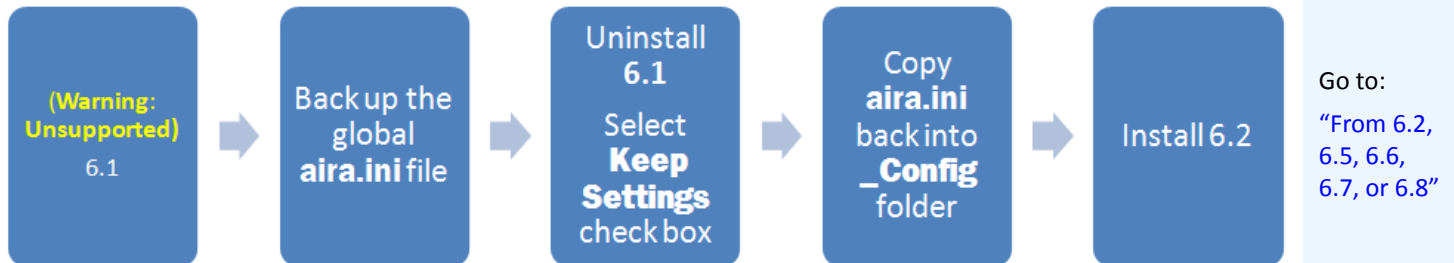 (Warning:
Unsupported)
6.1
Back up the
global
aira.ini file
Uninstall
6.1
Select
Keep
Settings
check box
Copy
aira.ini
back into
_Config
folder
Install 6.2
Go to:
“From 6.2,
6.5, 6.6,
6.7, or 6.8”